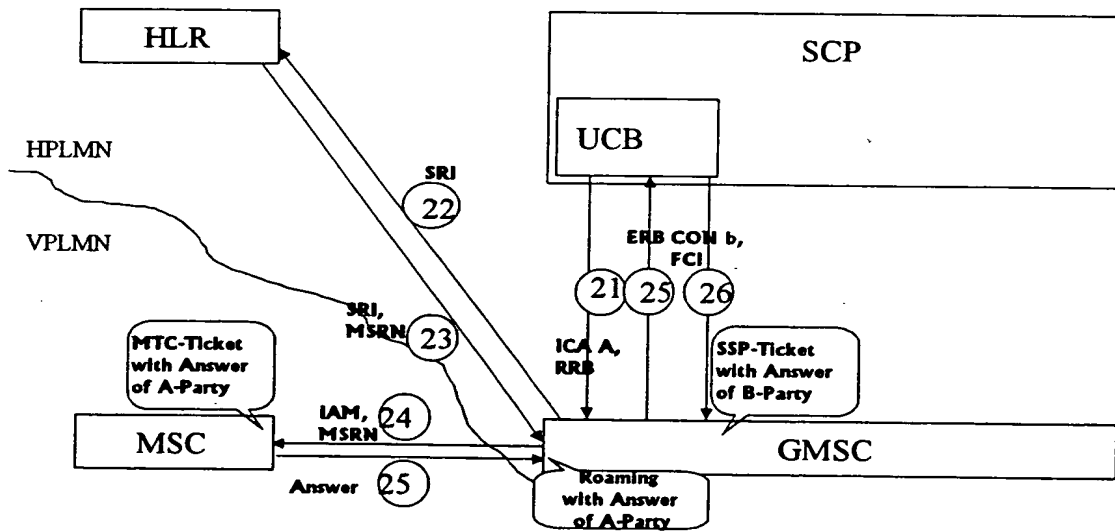 HLR
SCP
UCB
HPLMN
VPLMN
SRI
22
ERB CON b,
FCI
21
25
26
SRI,
MSRN
23
ICA A,
RRB
MTC-Ticket
with Answer
of A-Party
SSP-Ticket
with Answer
of B-Party
IAM,
MSRN
24
MSC
GMSC
Answer
25
Roaming
with Answer
of A-Party